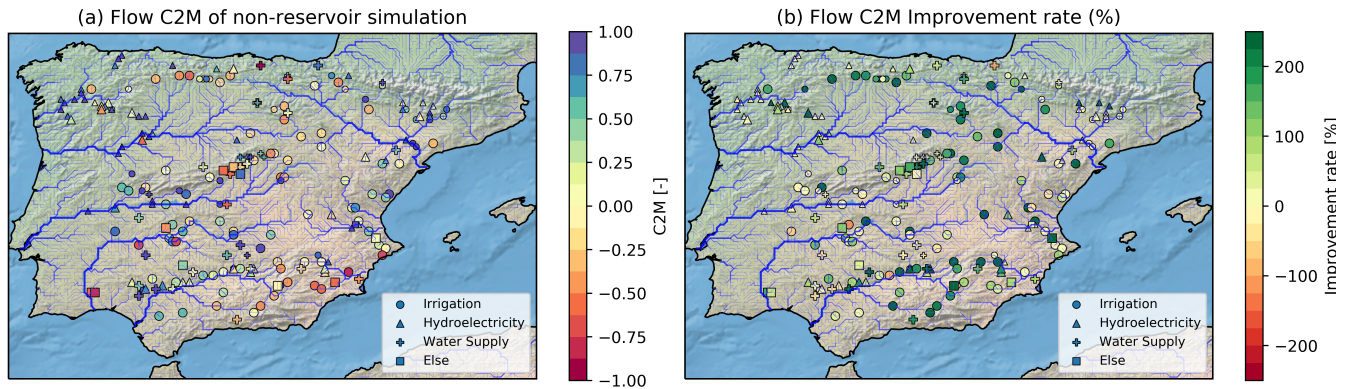 (a) Flow C2M of non-reservoir simulation
1.00
0.75
0.50
0.25
0.00
−0.25
−0.50
−0.75
−1.00
C2M [-]
Irrigation
Hydroelectricity
Water Supply
Else
(b) Flow C2M Improvement rate (%)
200
100
0
−100
−200
Improvement rate [%]
Irrigation
Hydroelectricity
Water Supply
Else